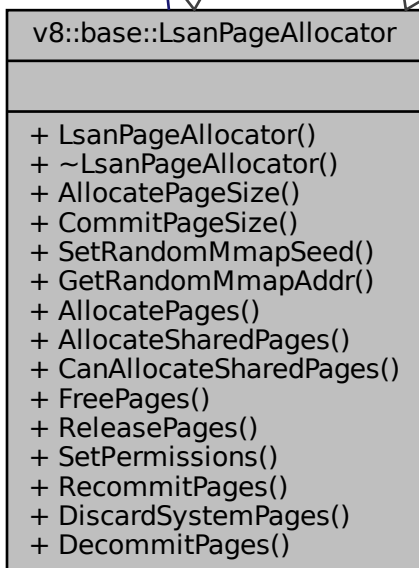 v8::base::LsanPageAllocator
+ LsanPageAllocator()
+ ~LsanPageAllocator()
+ AllocatePageSize()
+ CommitPageSize()
+ SetRandomMmapSeed()
+ GetRandomMmapAddr()
+ AllocatePages()
+ AllocateSharedPages()
+ CanAllocateSharedPages()
+ FreePages()
+ ReleasePages()
+ SetPermissions()
+ RecommitPages()
+ DiscardSystemPages()
+ DecommitPages()